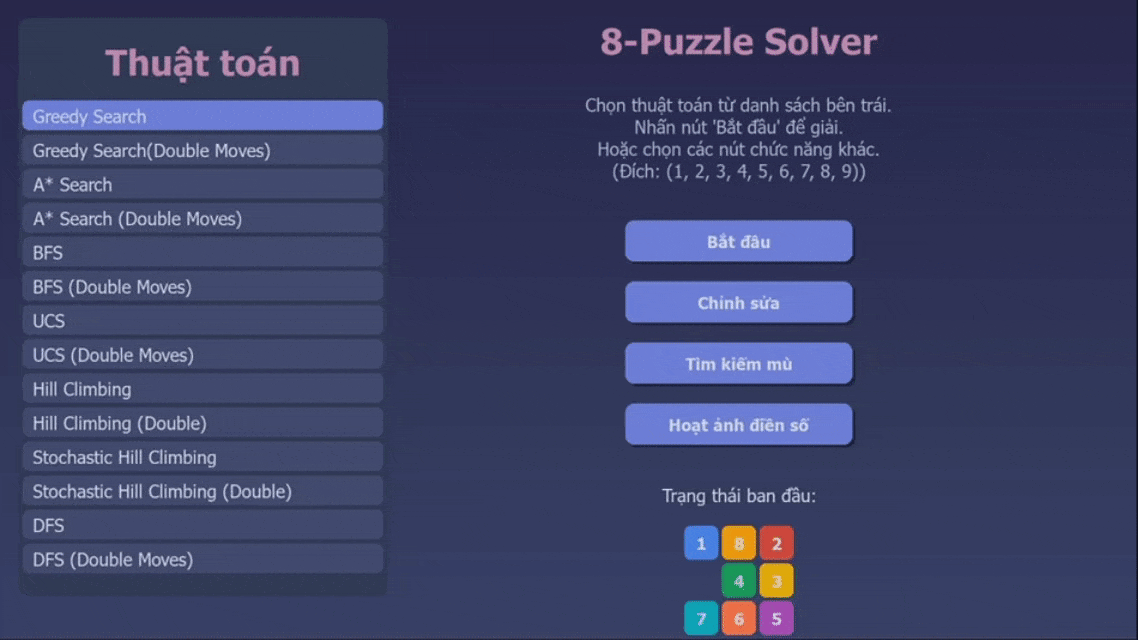 Thuật toán
Greedy Search
Greedy Search(Double Moves)
A* Search
A* Search (Double Moves)
BFS
BFS (Double Moves)
UCS
UCS (Double Moves)
Hill Climbing
Hill Climbing (Double)
Stochastic Hill Climbing
Stochastic Hill Climbing (Double)
DFS
DFS (Double Moves)
8-Puzzle Solver
Chọn thuật toán từ danh sách bên trái.
Nhấn nút 'Bắt đầu' để giải.
Hoặc chọn các nút chức năng khác.
(Đích: (1, 2, 3, 4, 5, 6, 7, 8, 9))
Bắt đầu
Chỉnh sửa
Tìm kiếm mù
Hoạt ảnh điền số
Trạng thái ban đầu:
1 8 2
4 3
7 6 5